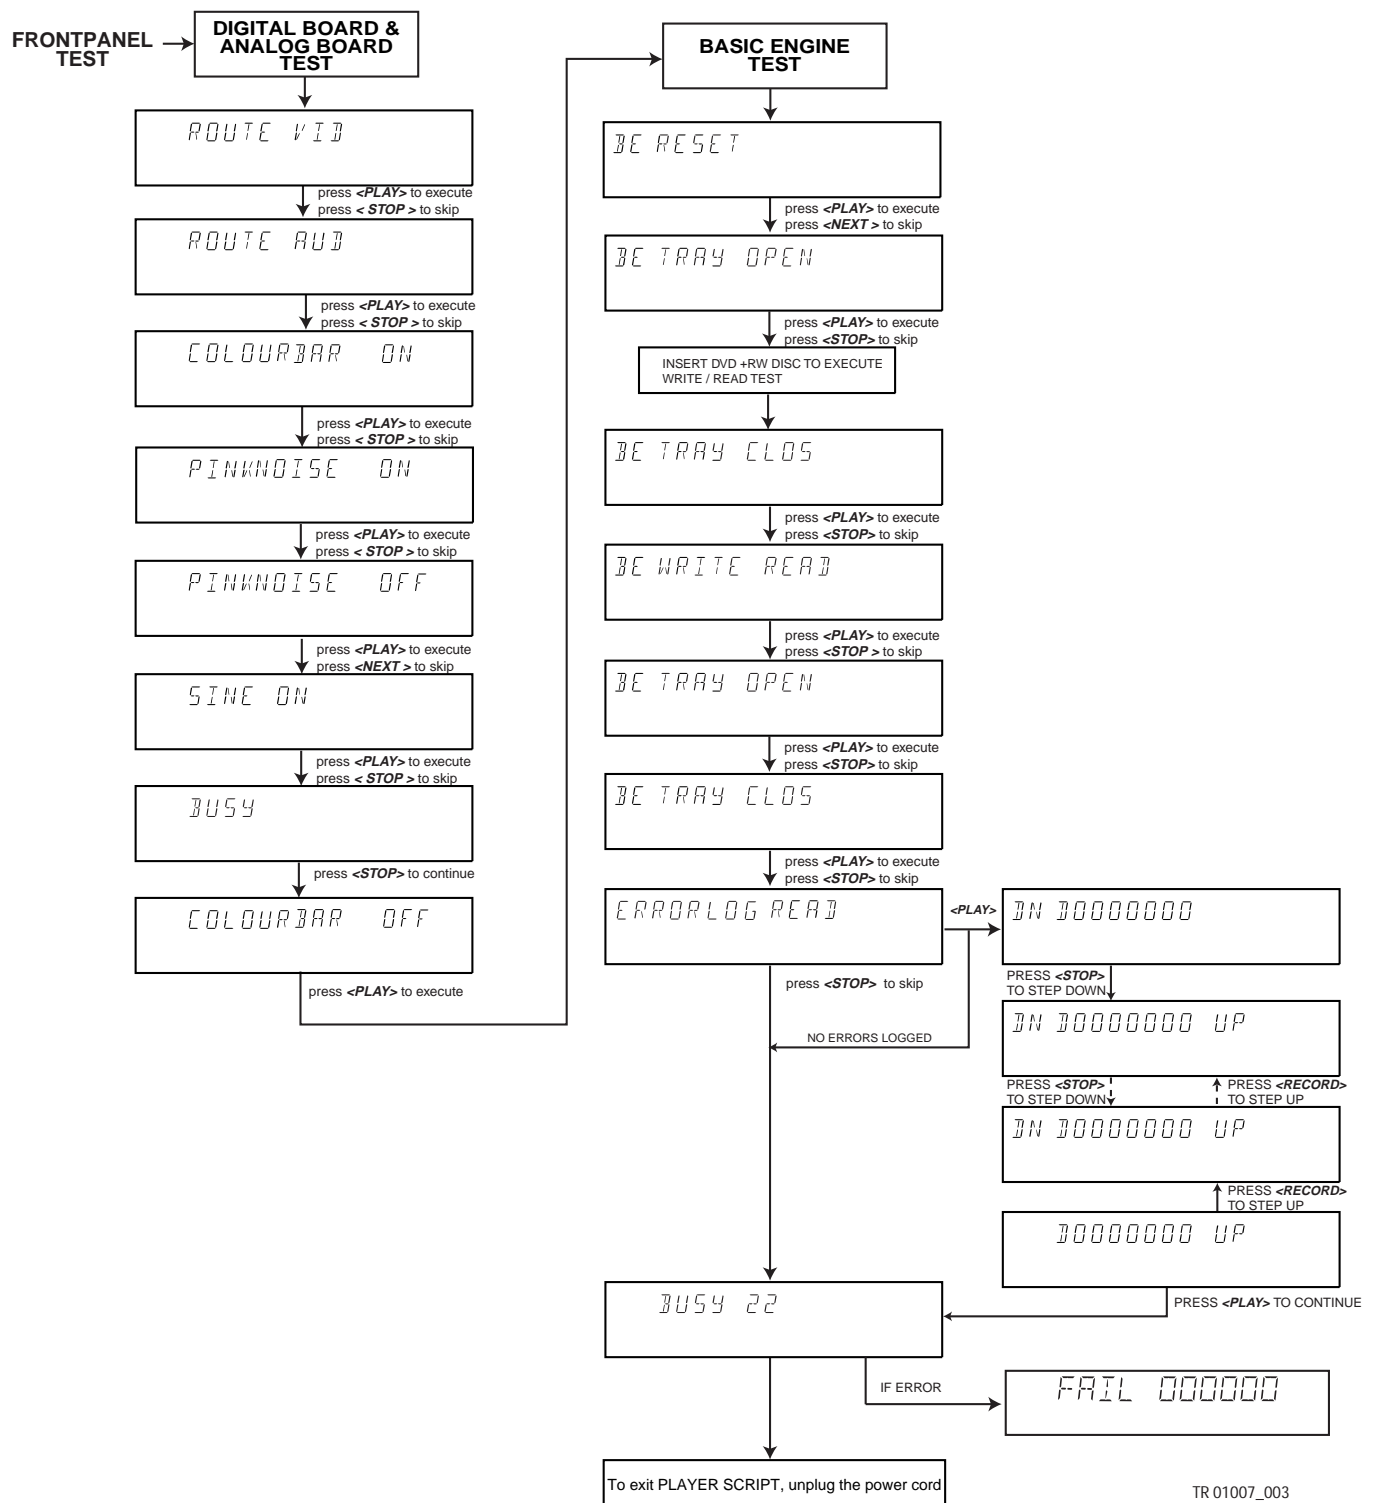 FRONTPANEL
TEST
DIGITAL BOARD &
ANALOG BOARD
TEST
ROUTE VID
press <PLAY> to execute
press < STOP > to skip
ROUTE AUD
press <PLAY> to execute
press < STOP > to skip
COLOURBAR ON
press <PLAY> to execute
press < STOP > to skip
PINKNOISE ON
press <PLAY> to execute
press < STOP > to skip
PINKNOISE OFF
press <PLAY> to execute
press <NEXT > to skip
SINE ON
press <PLAY> to execute
press < STOP > to skip
BUSY
press <STOP> to continue
COLOURBAR OFF
press <PLAY> to execute
BASIC ENGINE
TEST
BE RESET
press <PLAY> to execute
press <NEXT > to skip
BE TRAY OPEN
press <PLAY> to execute
press <STOP> to skip
INSERT DVD +RW DISC TO EXECUTE
WRITE / READ TEST
BE TRAY CLOS
press <PLAY> to execute
press <STOP> to skip
BE WRITE READ
press <PLAY> to execute
press <STOP > to skip
BE TRAY OPEN
press <PLAY> to execute
press <STOP> to skip
BE TRAY CLOS
press <PLAY> to execute
press <STOP> to skip
ERRORLOG READ
<PLAY>
press <STOP> to skip
NO ERRORS LOGGED
DN D0000000
PRESS <STOP>
TO STEP DOWN
DN D0000000 UP
PRESS <STOP>
TO STEP DOWN
PRESS <RECORD>
TO STEP UP
DN D0000000 UP
PRESS <RECORD>
TO STEP UP
D0000000 UP
PRESS <PLAY> TO CONTINUE
BUSY 22
IF ERROR
FAIL 000000
To exit PLAYER SCRIPT, unplug the power cord
TR 01007_003